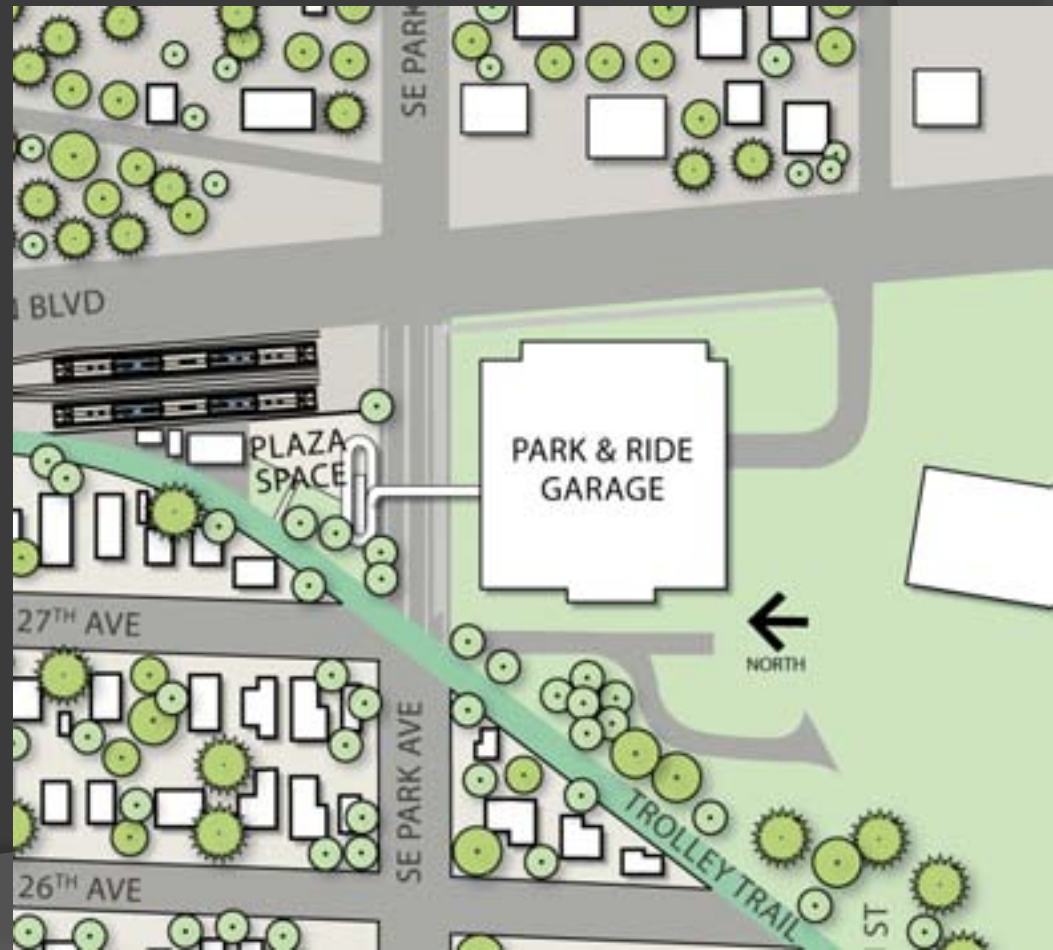 SE PARK
BLVD
PLAZA
SPACE
PARK & RIDE
GARAGE
27TH AVE
NORTH
SE PARK AVE
TROLLEY TRAIL
26TH AVE
ST